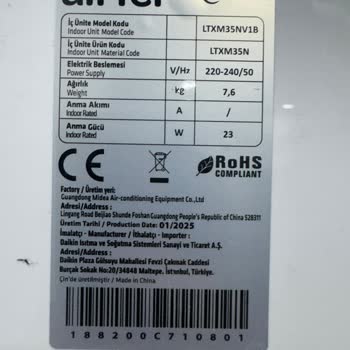 İç Ünite Model Kodu
Indoor Unit Model Code LTXM35NV1B
İç Ünite Ürün Kodu
Indoor Unit Material Code LTXM35N
Elektrik Beslemesi
Power Supply V/Hz 220-240/50
Ağırlık
Weight kg 7,6
Anma Akımı
Indoor Rated A /
Anma Gücü
Indoor Rated W 23
CE RoHS
COMPLIANT
Factory / Üretim yeri:
Guangdong Midea Air-conditioning Equipment Co.,Ltd
Adresi/Address :
Lingang Road Beijiao Shunde Foshan Guangdong People's Republic of China 528311
Üretim Tarihi / Production Date: 01/2025
İmalatçı - Manufacturer / İthalatçı - Importer :
Daikin Isıtma ve Soğutma Sistemleri Sanayi ve Ticaret A.Ş.
Adresi/Address :
Daikin Plaza Gülsuyu Mahallesi Fevzi Çakmak Caddesi
Burçak Sokak No:20/34848 Maltepe, İstanbul, Türkiye.
Çin'de üretilmiştir / Made in China.
188200C710801